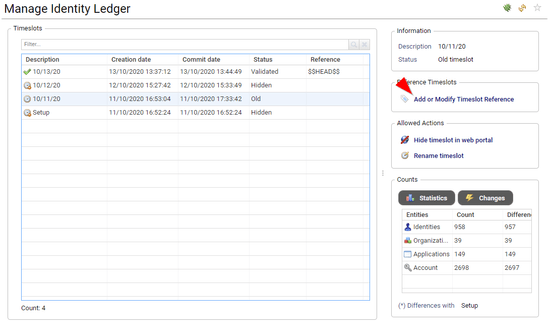 Manage Identity Ledger
Timeslots
Filter...
Description Creation date Commit date Status Reference
10/13/20 13/10/2020 13:37:12 13/10/2020 13:44:49 Validated $$HEAD$$
10/12/20 12/10/2020 15:27:42 12/10/2020 15:33:49 Hidden
10/11/20 11/10/2020 16:53:04 11/10/2020 17:33:42 Old
Setup 11/10/2020 16:52:24 11/10/2020 16:52:24 Hidden
Count: 4
Information
Description 10/11/20
Status Old timeslot
Reference Timeslots
Add or Modify Timeslot Reference
Allowed Actions
Hide timeslot in web portal
Rename timeslot
Counts
Statistics Changes
Entities Count Differenc
Identities 958 957
Organizati... 39 39
Applications 149 149
Account 2698 2697
(*) Differences with Setup